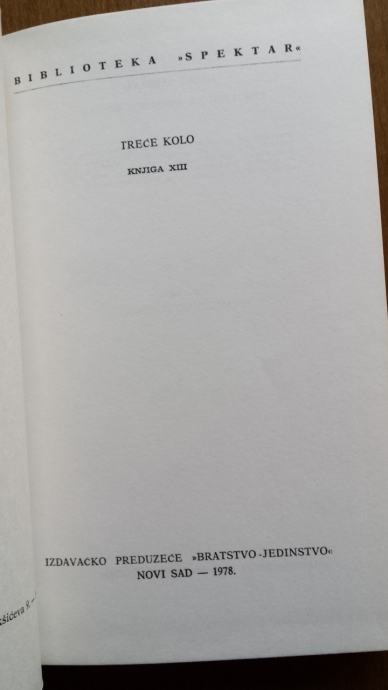 BIBLIOTEKA »SPEKTAR«
TREĆE KOLO
KNJIGA XIII
IZDAVAČKO PREDUZEĆE »BRATSTVO-JEDINSTVO«
NOVI SAD — 1978.